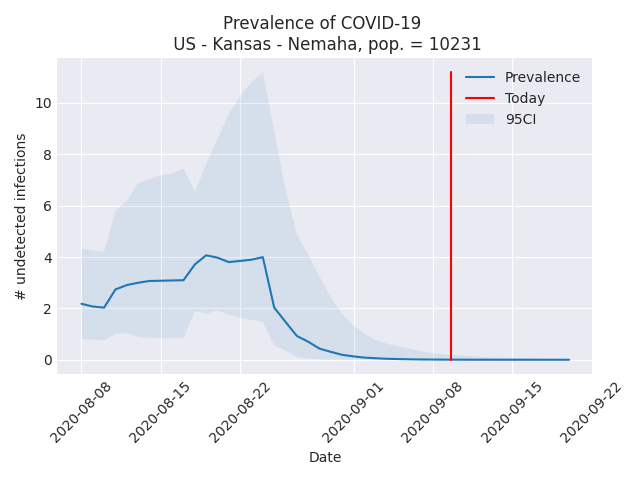 Prevalence of COVID-19
US - Kansas - Nemaha, pop. = 10231
Prevalence
Today
95CI
# undetected infections
10
8
6
4
2
0
2020-08-08
2020-08-15
2020-08-22
2020-09-01
2020-09-08
2020-09-15
2020-09-22
Date